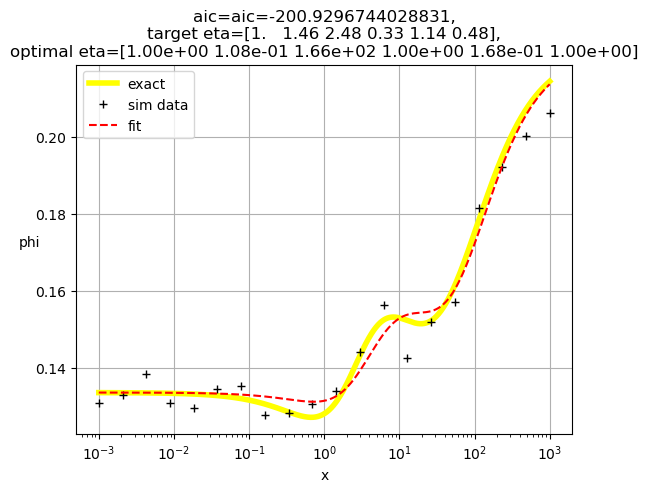 aic=aic=-200.9296744028831,
target eta=[1. 1.46 2.48 0.33 1.14 0.48],
optimal eta=[1.00e+00 1.08e-01 1.66e+02 1.00e+00 1.68e-01 1.00e+00]
exact
sim data
fit
0.20
0.18
phi
0.16
0.14
10⁻³ 10⁻² 10⁻¹ 10⁰ 10¹ 10² 10³
x